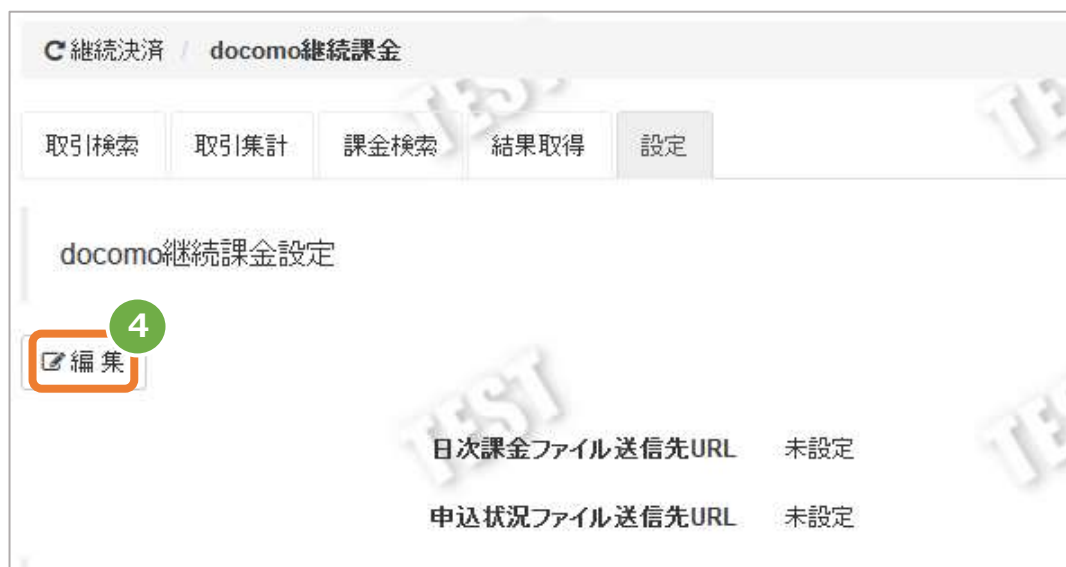 継続決済 / docomo継続課金
取引検索 取引集計 課金検索 結果取得 設定
docomo継続課金設定
4
編集
日次課金ファイル送信先URL 未設定
申込状況ファイル送信先URL 未設定
TEST
TEST
TEST
TEST